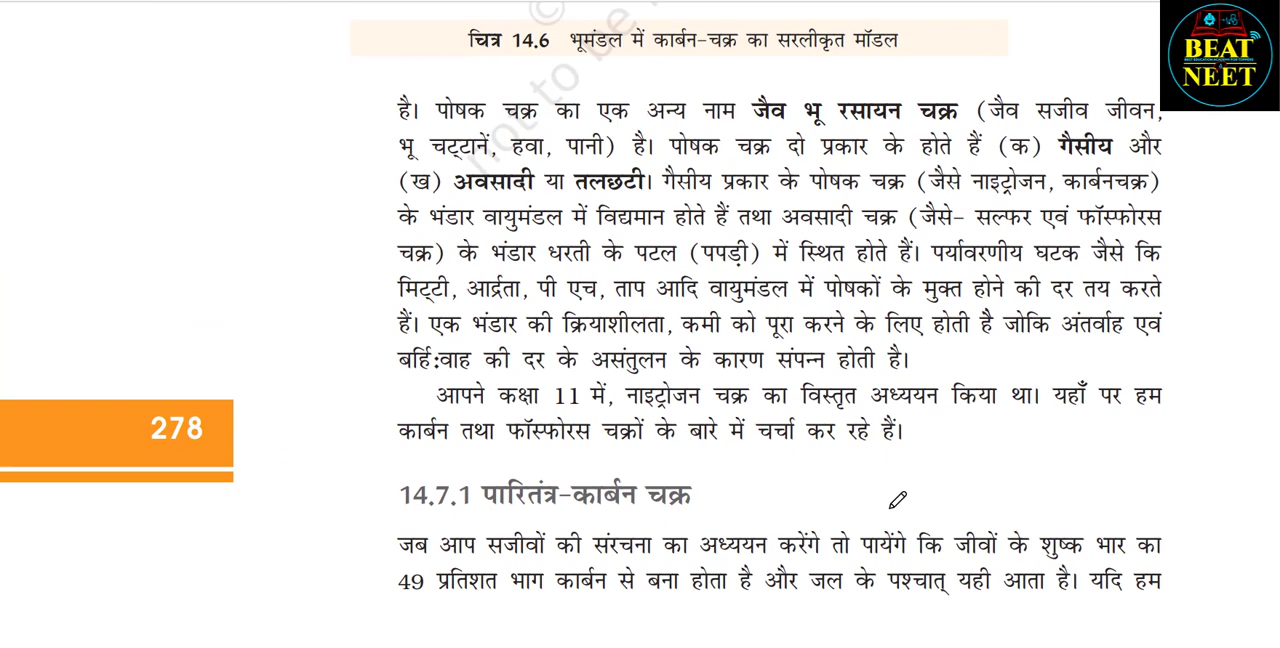 चित्र 14.6 भूमंडल में कार्बन-चक्र का सरलीकृत मॉडल
BEAT
NEET
है। पोषक चक्र का एक अन्य नाम जैव भू रसायन चक्र (जैव सजीव जीवन,
भू चट्टानें, हवा, पानी) है। पोषक चक्र दो प्रकार के होते हैं (क) गैसीय और
(ख) अवसादी या तलछटी। गैसीय प्रकार के पोषक चक्र (जैसे नाइट्रोजन, कार्बनचक्र)
के भंडार वायुमंडल में विद्यमान होते हैं तथा अवसादी चक्र (जैसे- सल्फर एवं फॉस्फोरस
चक्र) के भंडार धरती के पटल (पपड़ी) में स्थित होते हैं। पर्यावरणीय घटक जैसे कि
मिट्टी, आर्द्रता, पी एच, ताप आदि वायुमंडल में पोषकों के मुक्त होने की दर तय करते
हैं। एक भंडार की क्रियाशीलता, कमी को पूरा करने के लिए होती है जोकि अंतर्वाह एवं
बर्हि:वाह की दर के असंतुलन के कारण संपन्न होती है।
आपने कक्षा 11 में, नाइट्रोजन चक्र का विस्तृत अध्ययन किया था। यहाँ पर हम
कार्बन तथा फॉस्फोरस चक्रों के बारे में चर्चा कर रहे हैं।
278
14.7.1 पारितंत्र-कार्बन चक्र
जब आप सजीवों की संरचना का अध्ययन करेंगे तो पायेंगे कि जीवों के शुष्क भार का
49 प्रतिशत भाग कार्बन से बना होता है और जल के पश्चात् यही आता है। यदि हम